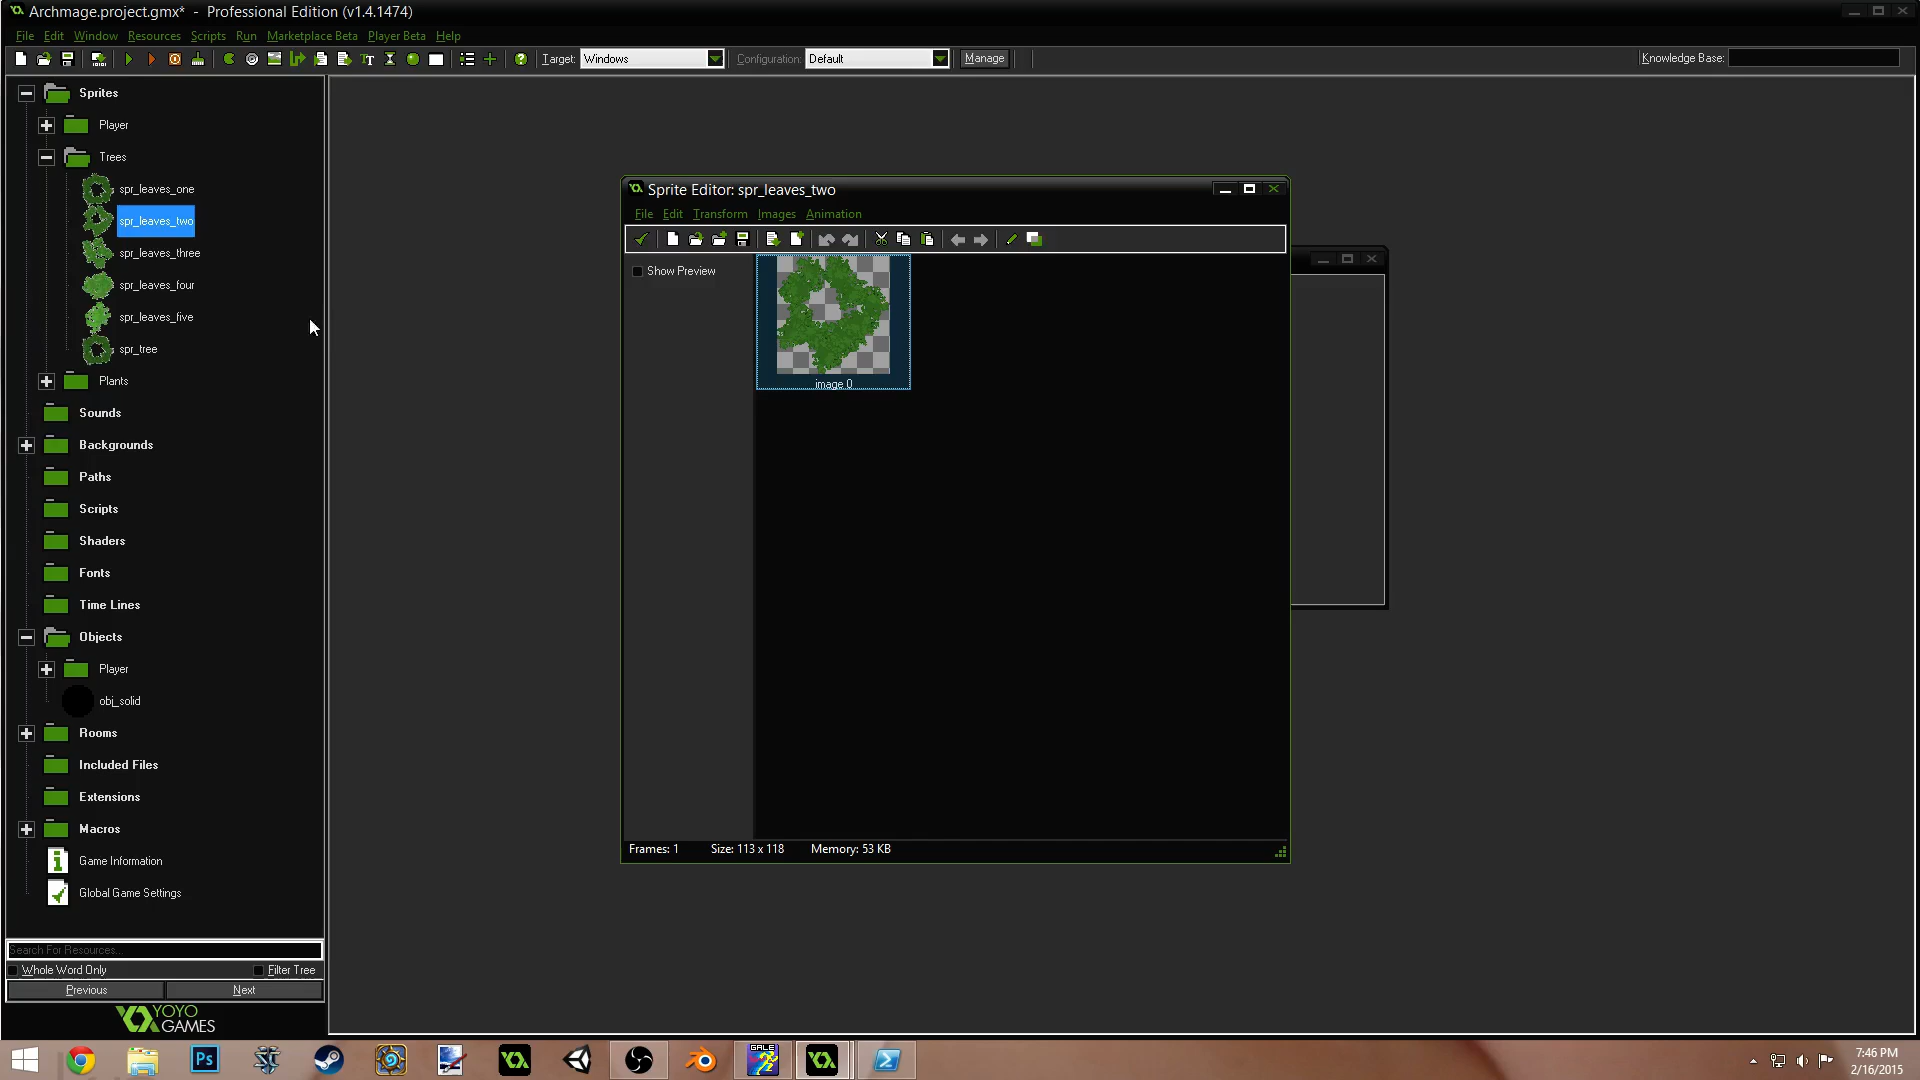 Archmage.project.gmx* - Professional Edition (v1.4.1474)
File Edit Window Resources Scripts Run Marketplace Beta Player Beta Help
Target: Windows Configuration: Default Manage Knowledge Base:
Sprites
Player
Trees
spr_leaves_one
spr_leaves_two
spr_leaves_three
spr_leaves_four
spr_leaves_five
spr_tree
Plants
Sounds
Backgrounds
Paths
Scripts
Shaders
Fonts
Time Lines
Objects
Player
obj_solid
Rooms
Included Files
Extensions
Macros
Game Information
Global Game Settings
Search For Resources...
Whole Word Only Filter Tree
Previous Next
YOYO
GAMES
Sprite Editor: spr_leaves_two
File Edit Transform Images Animation
Show Preview
image 0
Frames: 1 Size: 113 x 118 Memory: 53 KB
Ps
GALE
7:46 PM
2/16/2015